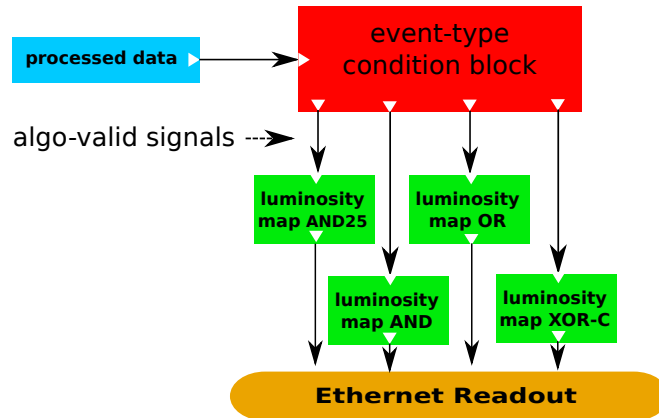 event-type
condition block
processed data
algo-valid signals
luminosity
map AND25
luminosity
map OR
luminosity
map AND
luminosity
map XOR-C
Ethernet Readout